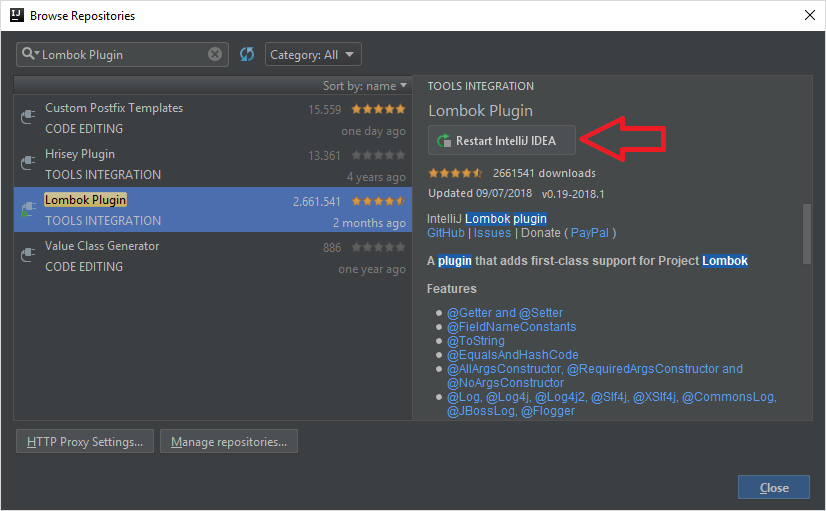 Browse Repositories
Lombok Plugin
Category: All
Sort by: name
Custom Postfix Templates 15.559
CODE EDITING one day ago
Hrisey Plugin 13.361
TOOLS INTEGRATION 4 years ago
Lombok Plugin 2.661.541
TOOLS INTEGRATION 2 months ago
Value Class Generator 886
CODE EDITING one year ago
TOOLS INTEGRATION
Lombok Plugin
Restart IntelliJ IDEA
2661541 downloads
Updated 09/07/2018 v0.19-2018.1
IntelliJ Lombok plugin
GitHub | Issues | Donate ( PayPal )
A plugin that adds first-class support for Project Lombok
Features
@Getter and @Setter
@FieldNameConstants
@ToString
@EqualsAndHashCode
@AllArgsConstructor, @RequiredArgsConstructor and
@NoArgsConstructor
@Log, @Log4j, @Log4j2, @Slf4j, @XSlf4j, @CommonsLog,
@JBossLog, @Flogger
HTTP Proxy Settings...
Manage repositories...
Close